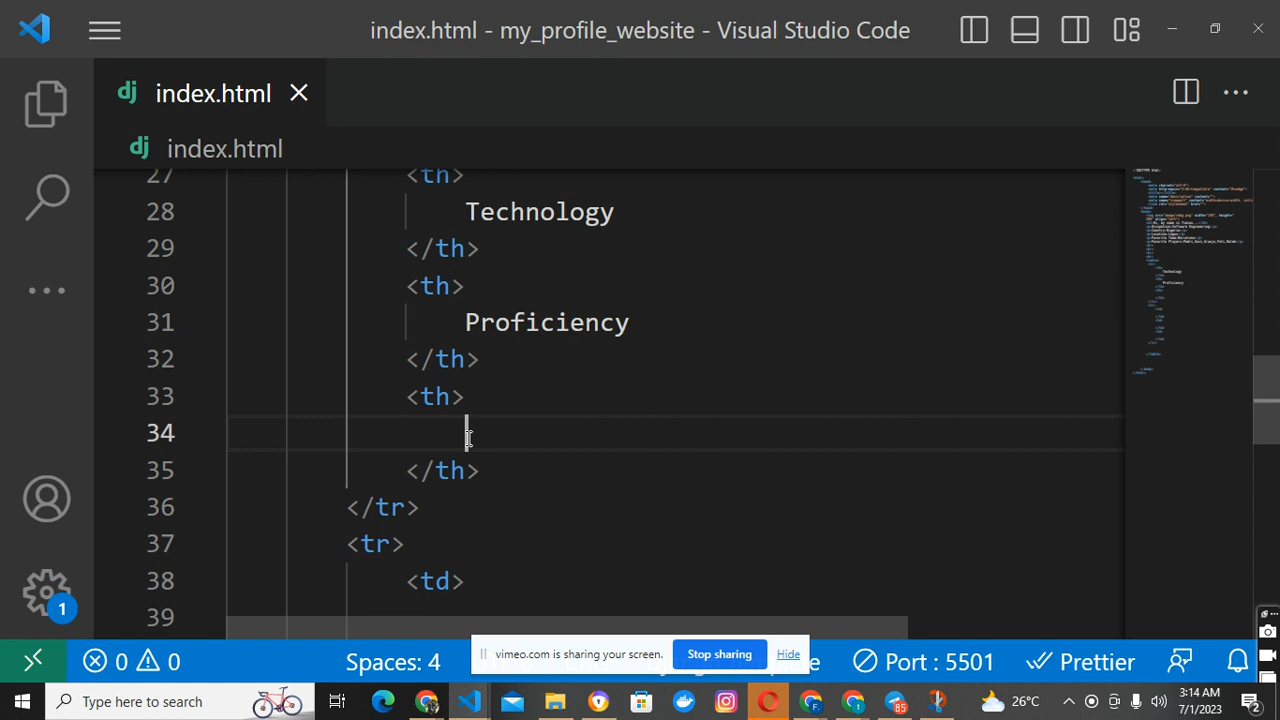 index.html - my_profile_website - Visual Studio Code
dj index.html
dj index.html
27 <th>
28 Technology
29 </th>
30 <th>
31 Proficiency
32 </th>
33 <th>
34
35 </th>
36 </tr>
37 <tr>
38 <td>
39
1
0 0
Spaces: 4
vimeo.com is sharing your screen.
Stop sharing
Hide
Port : 5501
Prettier
Type here to search
85
26°C
3:14 AM
7/1/2023
2